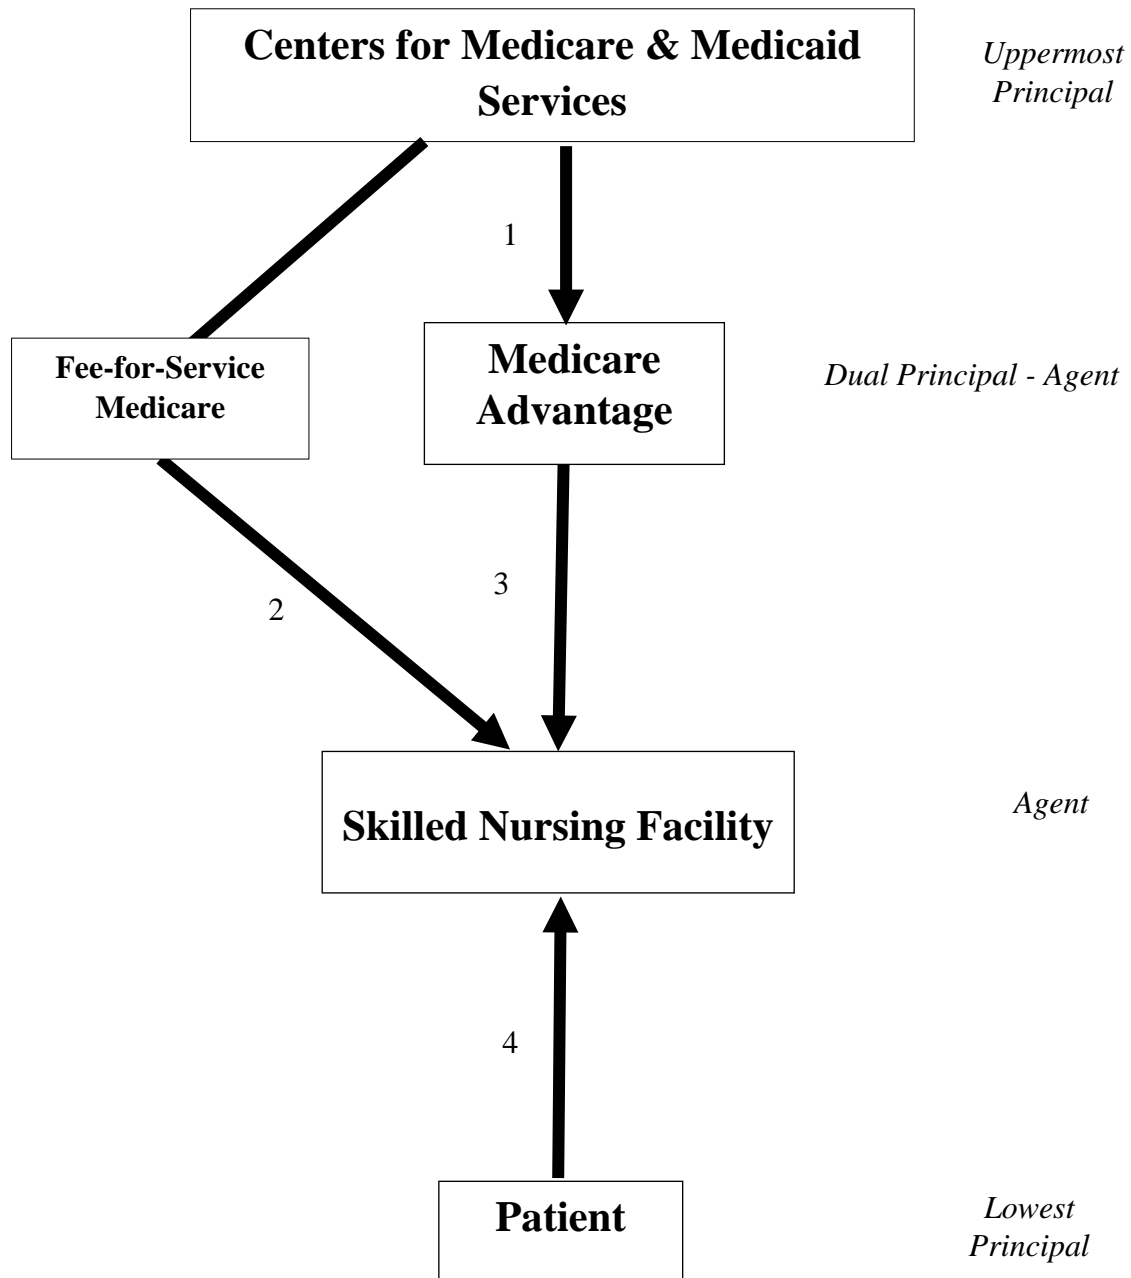 Centers for Medicare & Medicaid
Services
Uppermost
Principal
1
Fee-for-Service
Medicare
Medicare
Advantage
Dual Principal - Agent
2
3
Skilled Nursing Facility
Agent
4
Patient
Lowest
Principal